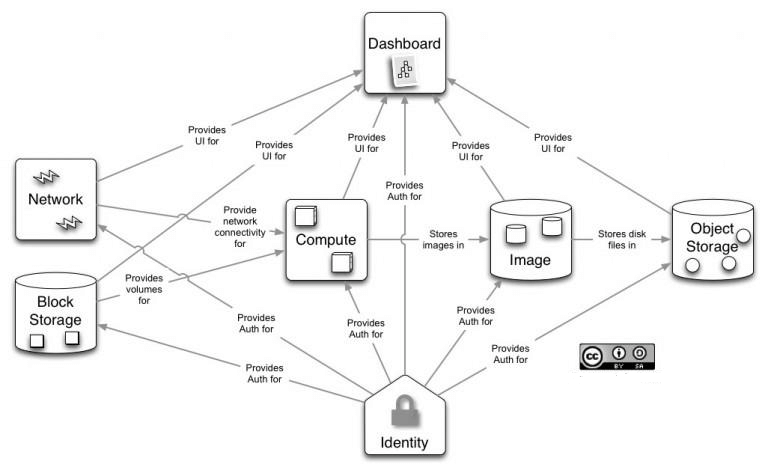 Dashboard
Provides
UI for
Provides
UI for
Provides
UI for
Provides
UI for
Provides
UI for
Network
Provides
Auth for
Provide
network
connectivity
for
Compute
Stores
images in
Image
Stores disk
files in
Object
Storage
Block
Storage
Provides
volumes
for
Provides
Auth for
Provides
Auth for
Provides
Auth for
Provides
Auth for
Provides
Auth for
Identity
cc
BY SA